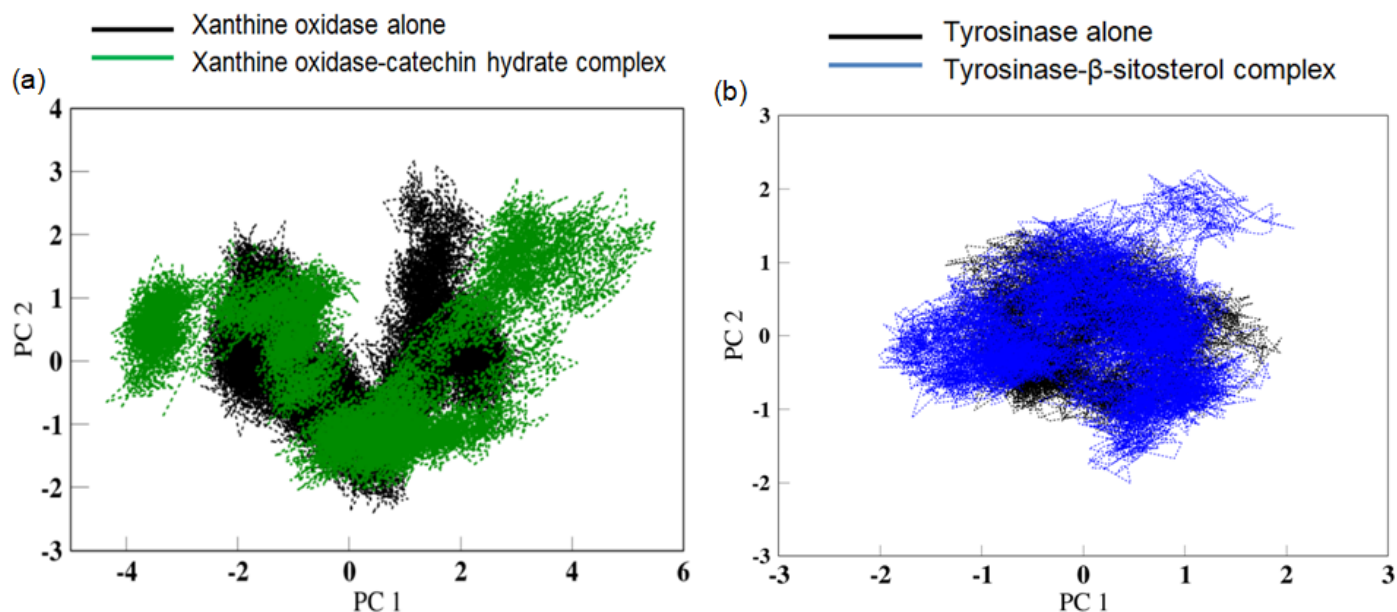 Xanthine oxidase alone
Xanthine oxidase-catechin hydrate complex
(a)
4
3
2
1
0
-1
-2
-3
PC 2
-4
-2
0
2
4
6
PC 1
Tyrosinase alone
Tyrosinase-β-sitosterol complex
(b)
3
2
1
0
-1
-2
-3
PC 2
-3
-2
-1
0
1
2
3
PC 1